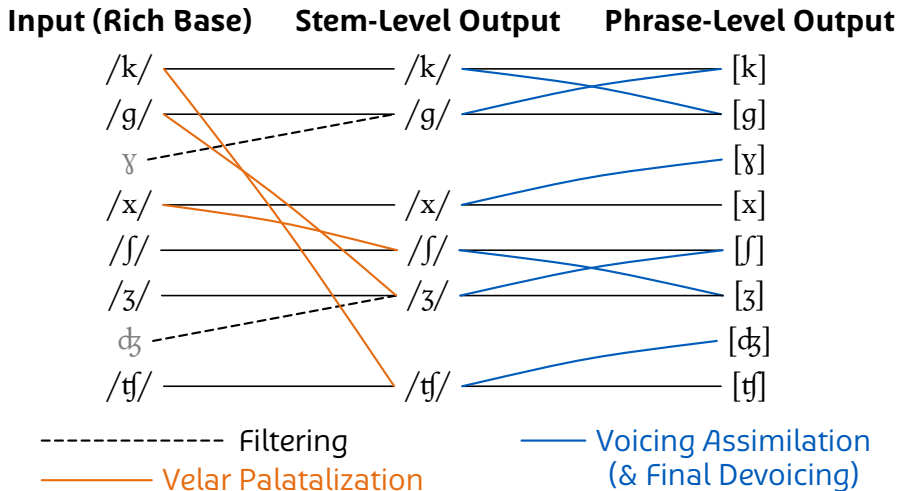 Input (Rich Base) Stem-Level Output Phrase-Level Output
/k/ /k/ [k]
/ɡ/ /ɡ/ [ɡ]
ɣ [ɣ]
/x/ /x/ [x]
/ʃ/ /ʃ/ [ʃ]
/ʒ/ /ʒ/ [ʒ]
ʤ [ʤ]
/ʧ/ /ʧ/ [ʧ]
Filtering Voicing Assimilation
Velar Palatalization (& Final Devoicing)